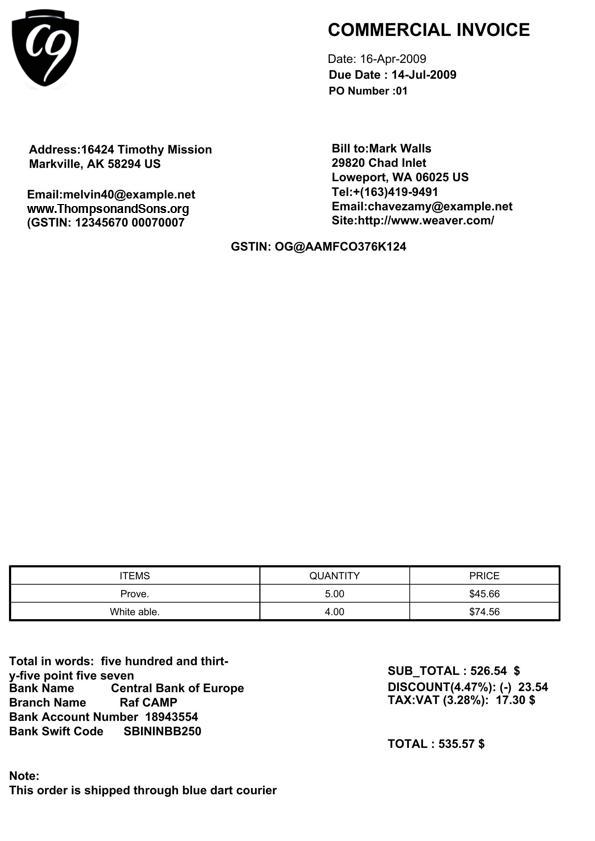 C9
COMMERCIAL INVOICE
Date: 16-Apr-2009
Due Date : 14-Jul-2009
PO Number :01
Address:16424 Timothy Mission
Markville, AK 58294 US
Email:melvin40@example.net
www.ThompsonandSons.org
(GSTIN: 12345670 00070007
Bill to:Mark Walls
29820 Chad Inlet
Loweport, WA 06025 US
Tel:+(163)419-9491
Email:chavezamy@example.net
Site:http://www.weaver.com/
GSTIN: OG@AAMFCO376K124
ITEMS QUANTITY PRICE
Prove. 5.00 $45.66
White able. 4.00 $74.56
Total in words:  five hundred and thirt-
y-five point five seven
Bank Name Central Bank of Europe
Branch Name Raf CAMP
Bank Account Number 18943554
Bank Swift Code SBININBB250
SUB_TOTAL : 526.54 $
DISCOUNT(4.47%): (-) 23.54
TAX:VAT (3.28%): 17.30 $
TOTAL : 535.57 $
Note:
This order is shipped through blue dart courier